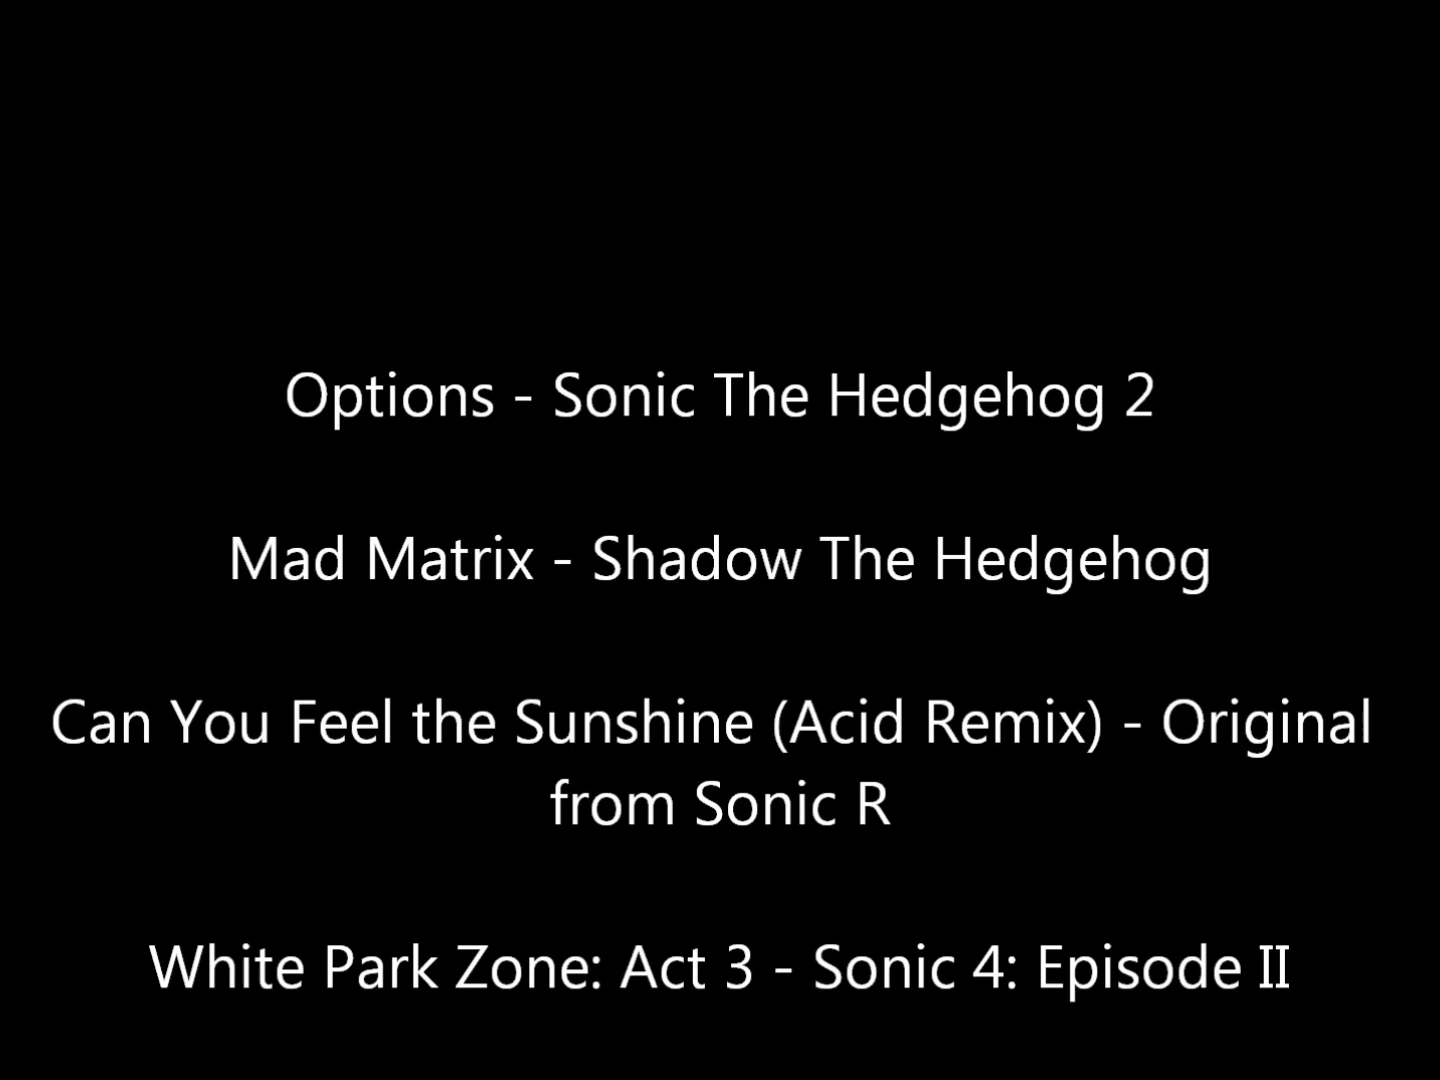 Options - Sonic The Hedgehog 2
Mad Matrix - Shadow The Hedgehog
Can You Feel the Sunshine (Acid Remix) - Original
from Sonic R
White Park Zone: Act 3 - Sonic 4: Episode II